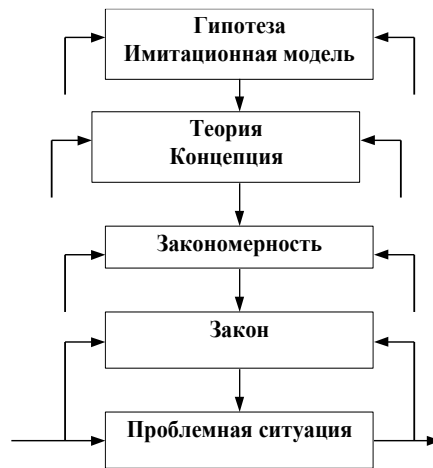 Гипотеза
Имитационная модель
Теория
Концепция
Закономерность
Закон
Проблемная ситуация